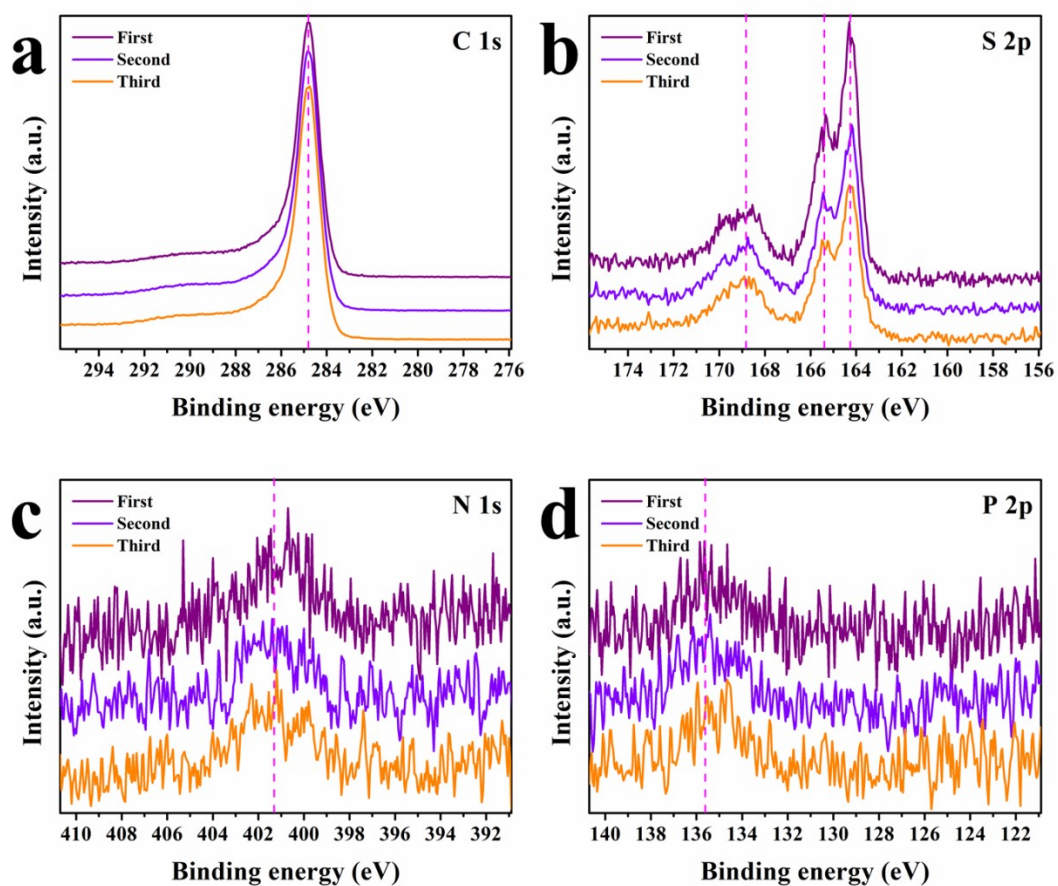 a
C 1s
First
Second
Third
Intensity (a.u.)
294 292 290 288 286 284 282 280 278 276
Binding energy (eV)
b
S 2p
First
Second
Third
Intensity (a.u.)
174 172 170 168 166 164 162 160 158 156
Binding energy (eV)
c
N 1s
First
Second
Third
Intensity (a.u.)
410 408 406 404 402 400 398 396 394 392
Binding energy (eV)
d
P 2p
First
Second
Third
Intensity (a.u.)
140 138 136 134 132 130 128 126 124 122
Binding energy (eV)